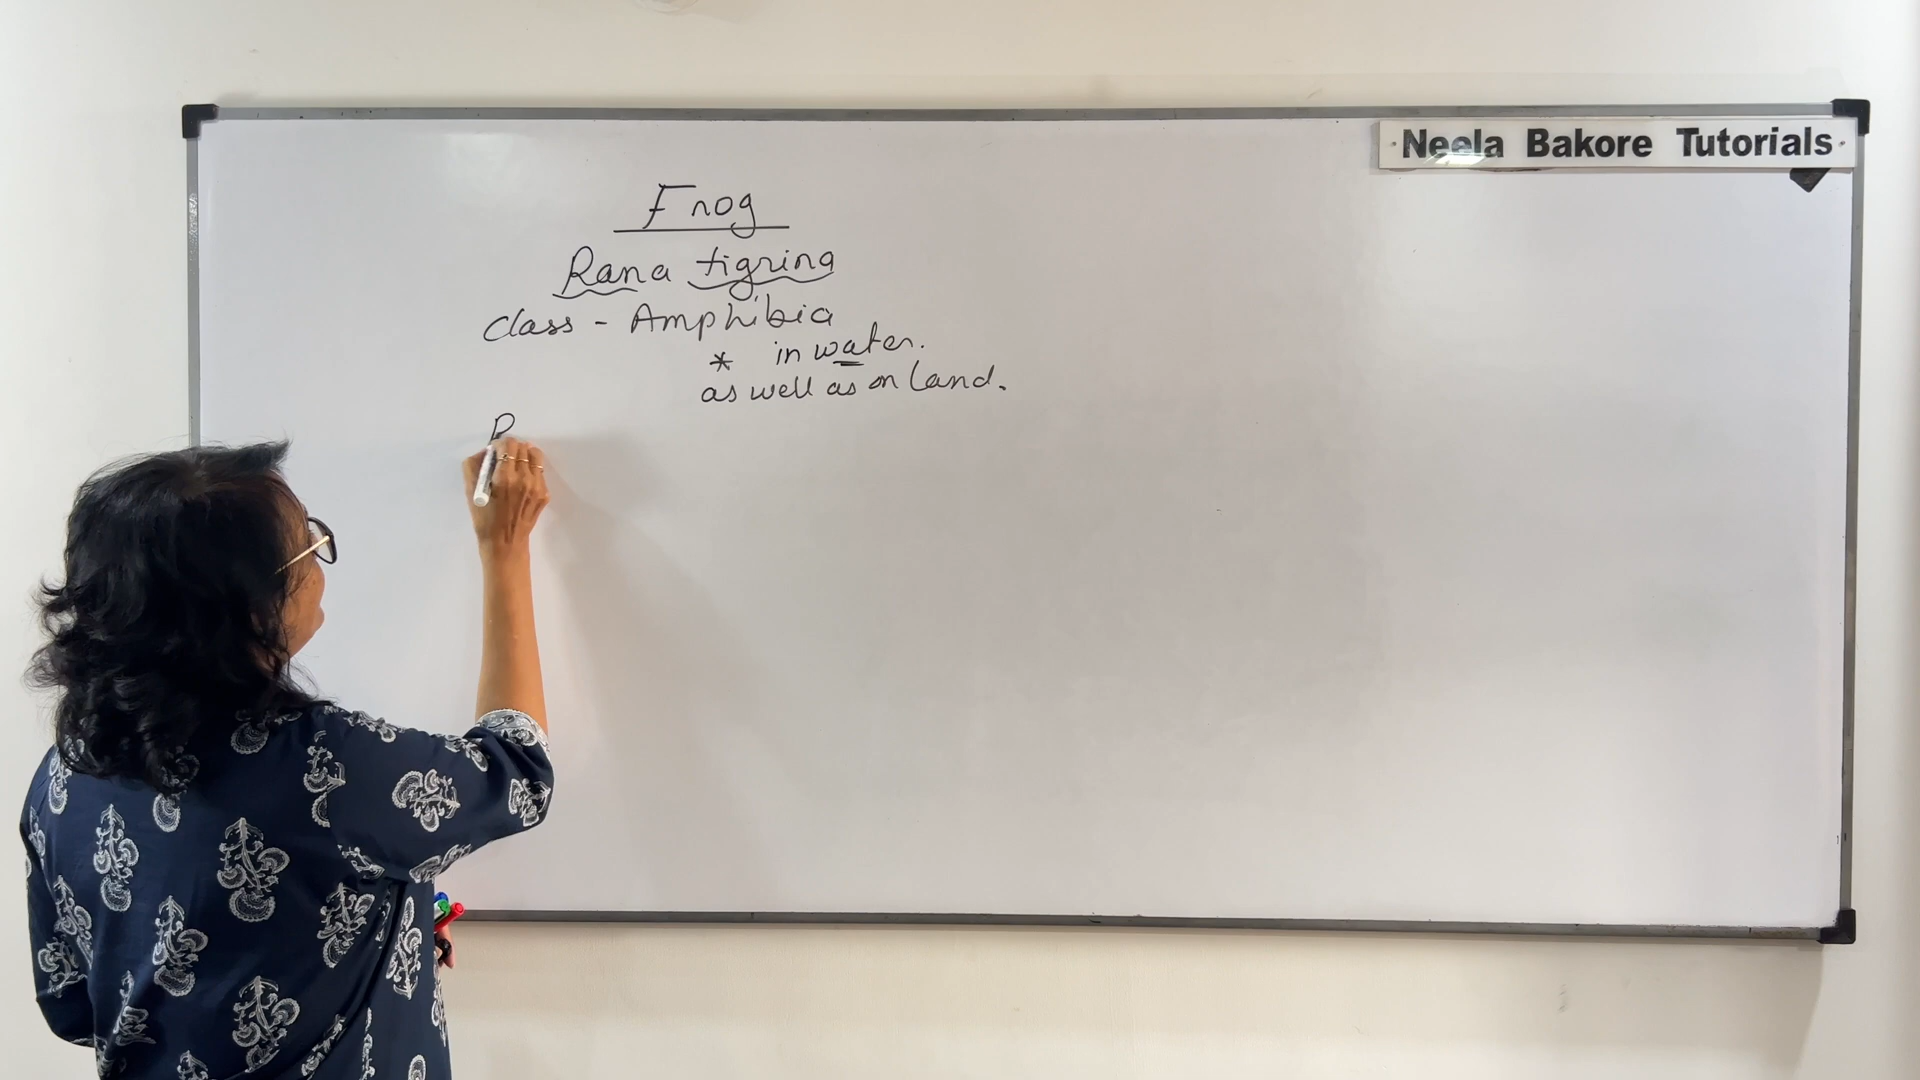 Neela Bakore Tutorials
Frog
Rana tigrina
class - Amphibia
* in water.
as well as on land.